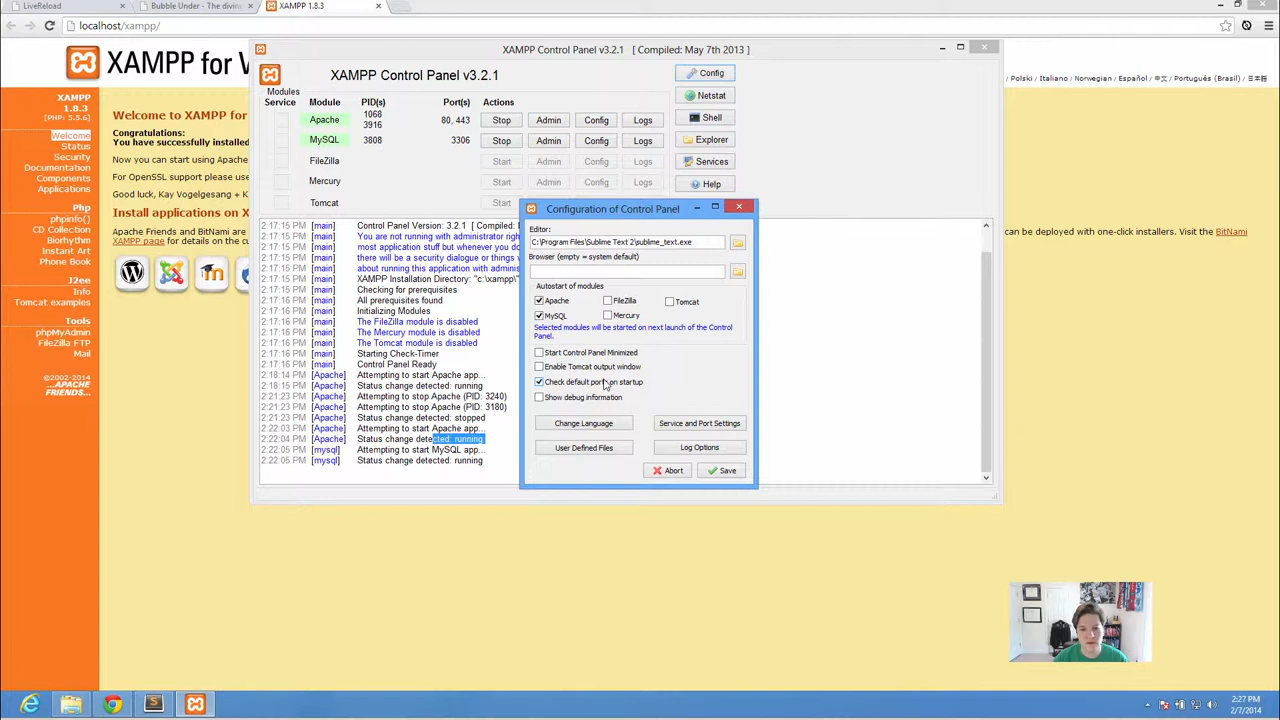 LiveReload
Bubble Under - The diving
XAMPP 1.8.3
localhost/xampp/
XAMPP for W
Polski / Italiano / Norwegian / Español / 中文 / Português (Brasil) / 日本語
XAMPP
1.8.3
[PHP: 5.5.6]
Welcome
Status
Security
Documentation
Components
Applications
Php
phpinfo()
CD Collection
Biorhythm
Instant Art
Phone Book
J2ee
Info
Tomcat examples
Tools
phpMyAdmin
FileZilla FTP
Mail
©2002-2014
...APACHE
FRIENDS...
Welcome to XAMPP for
Congratulations:
You have successfully installed
Now you can start using Apache
For OpenSSL support please use
Good luck, Kay Vogelgesang + K
Install applications on X
Apache Friends and BitNami
XAMPP page
can be deployed with one-click installers. Visit the BitNami
XAMPP Control Panel v3.2.1 [ Compiled: May 7th 2013 ]
XAMPP Control Panel v3.2.1
Modules
Service Module PID(s) Port(s) Actions
Apache 1068 3916 80, 443 Stop Admin Config Logs
MySQL 3808 3306 Stop Admin Config Logs
FileZilla Start Admin Config Logs
Mercury Start Admin Config Logs
Tomcat Start
Config
Netstat
Shell
Explorer
Services
Help
2:17:15 PM [main] Control Panel Version: 3.2.1 [ Compiled:
2:17:15 PM [main] You are not running with administrator righ
2:17:15 PM [main] most application stuff but whenever you do
2:17:15 PM [main] there will be a security dialogue or things
2:17:15 PM [main] about running this application with adminis
2:17:15 PM [main] XAMPP Installation Directory: "c:\xampp\"
2:17:15 PM [main] Checking for prerequisites
2:17:16 PM [main] All prerequisites found
2:17:16 PM [main] Initializing Modules
2:17:16 PM [main] The FileZilla module is disabled
2:17:16 PM [main] The Mercury module is disabled
2:17:16 PM [main] The Tomcat module is disabled
2:17:16 PM [main] Starting Check-Timer
2:17:16 PM [main] Control Panel Ready
2:18:14 PM [Apache] Attempting to start Apache app...
2:18:15 PM [Apache] Status change detected: running
2:21:23 PM [Apache] Attempting to stop Apache (PID: 3240)
2:21:23 PM [Apache] Attempting to stop Apache (PID: 3180)
2:21:23 PM [Apache] Status change detected: stopped
2:22:03 PM [Apache] Attempting to start Apache app...
2:22:04 PM [Apache] Status change detected: running
2:22:05 PM [mysql] Attempting to start MySQL app...
2:22:05 PM [mysql] Status change detected: running
Configuration of Control Panel
Editor:
C:\Program Files\Sublime Text 2\sublime_text.exe
Browser (empty = system default)
Autostart of modules
Apache FileZilla Tomcat
MySQL Mercury
Selected modules will be started on next launch of the Control
Panel.
Start Control Panel Minimized
Enable Tomcat output window
Check default ports on startup
Show debug information
Change Language Service and Port Settings
User Defined Files Log Options
Abort Save
2:27 PM
2/7/2014